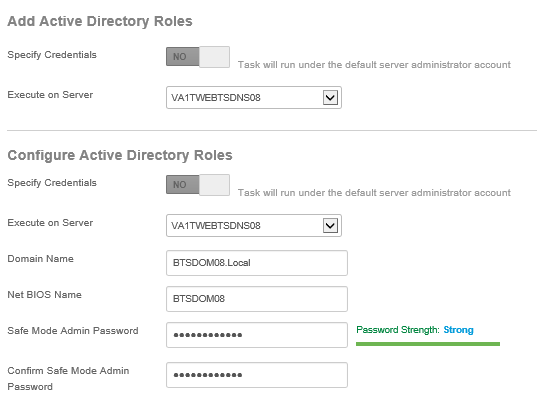 Add Active Directory Roles
Specify Credentials
NO
Task will run under the default server administrator account
Execute on Server
VA1TWEBTSDNS08
Configure Active Directory Roles
Specify Credentials
NO
Task will run under the default server administrator account
Execute on Server
VA1TWEBTSDNS08
Domain Name
BTSDOM08.Local
Net BIOS Name
BTSDOM08
Safe Mode Admin Password
••••••••••••
Password Strength: Strong
Confirm Safe Mode Admin
Password
••••••••••••